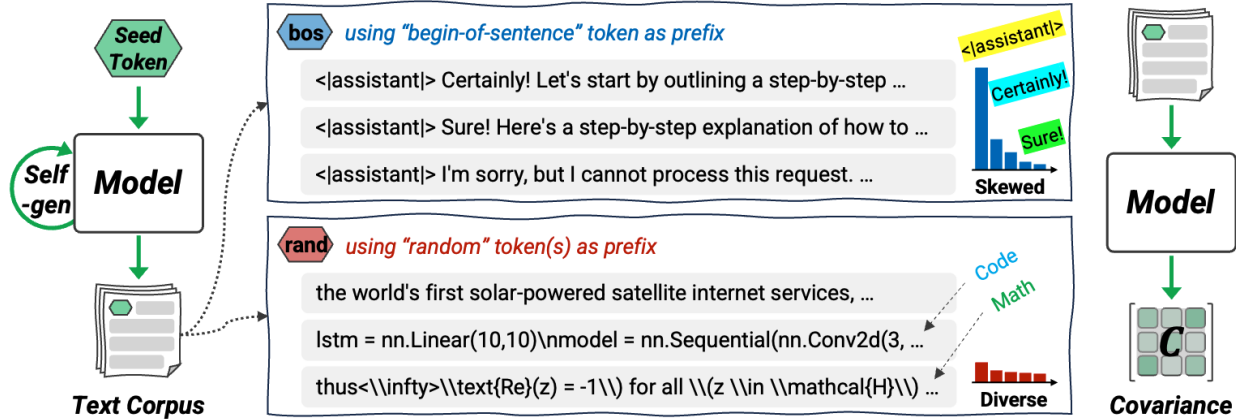 Seed
Token
Self
-gen
Model
Text Corpus
bos using “begin-of-sentence” token as prefix
<|assistant|> Certainly! Let's start by outlining a step-by-step ...
<|assistant|> Sure! Here's a step-by-step explanation of how to ...
<|assistant|> I'm sorry, but I cannot process this request. ...
<|assistant|>
Certainly!
Sure!
Skewed
rand using “random” token(s) as prefix
the world's first solar-powered satellite internet services, ...
lstm = nn.Linear(10,10)\nmodel = nn.Sequential(nn.Conv2d(3, ...
thus<\\infty>\\text{Re}(z) = -1\\) for all \\(z \\in \\mathcal{H}\\) ...
Code
Math
Diverse
Model
C
Covariance